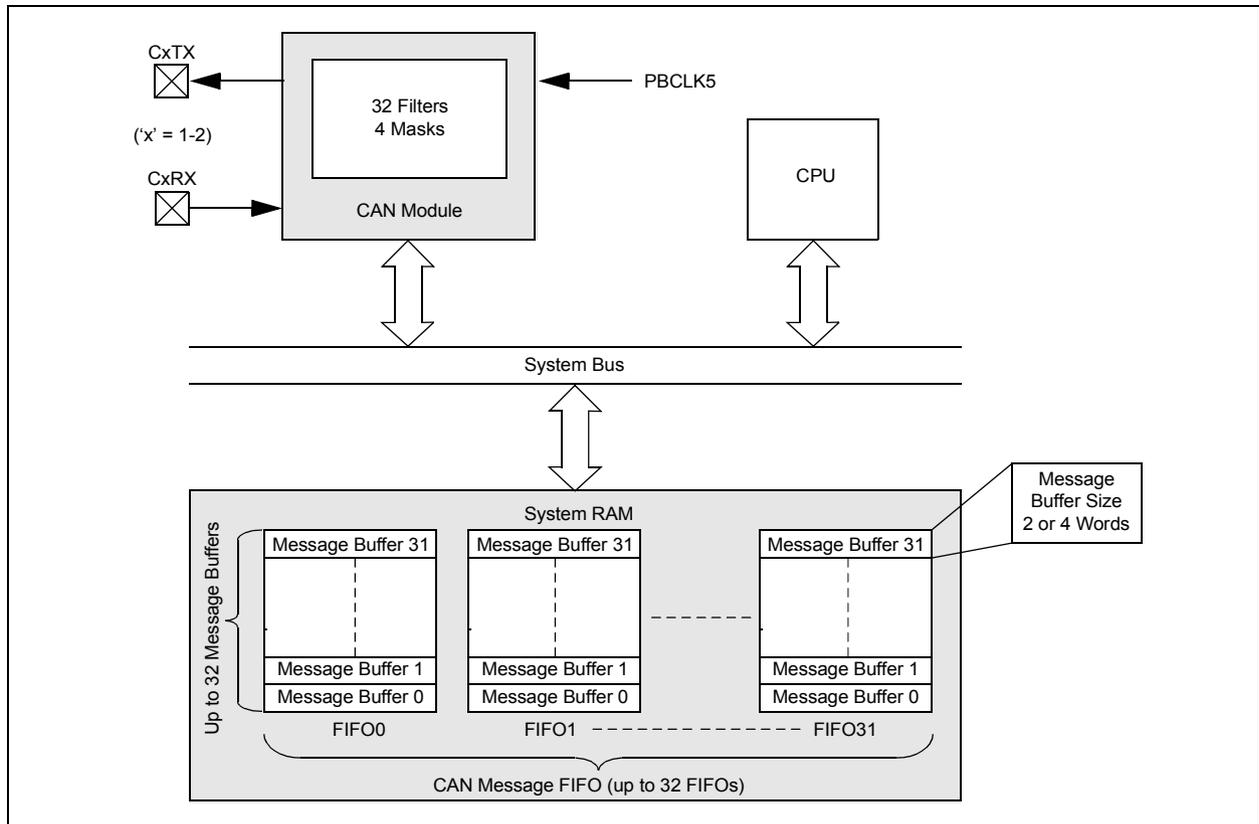 CxTX
('x' = 1-2)
CxRX
32 Filters
4 Masks
CAN Module
PBCLK5
CPU
System Bus
System RAM
Up to 32 Message Buffers
Message Buffer 31
Message Buffer 1
Message Buffer 0
FIFO0
Message Buffer 31
Message Buffer 1
Message Buffer 0
FIFO1
Message Buffer 31
Message Buffer 1
Message Buffer 0
FIFO31
Message
Buffer Size
2 or 4 Words
CAN Message FIFO (up to 32 FIFOs)